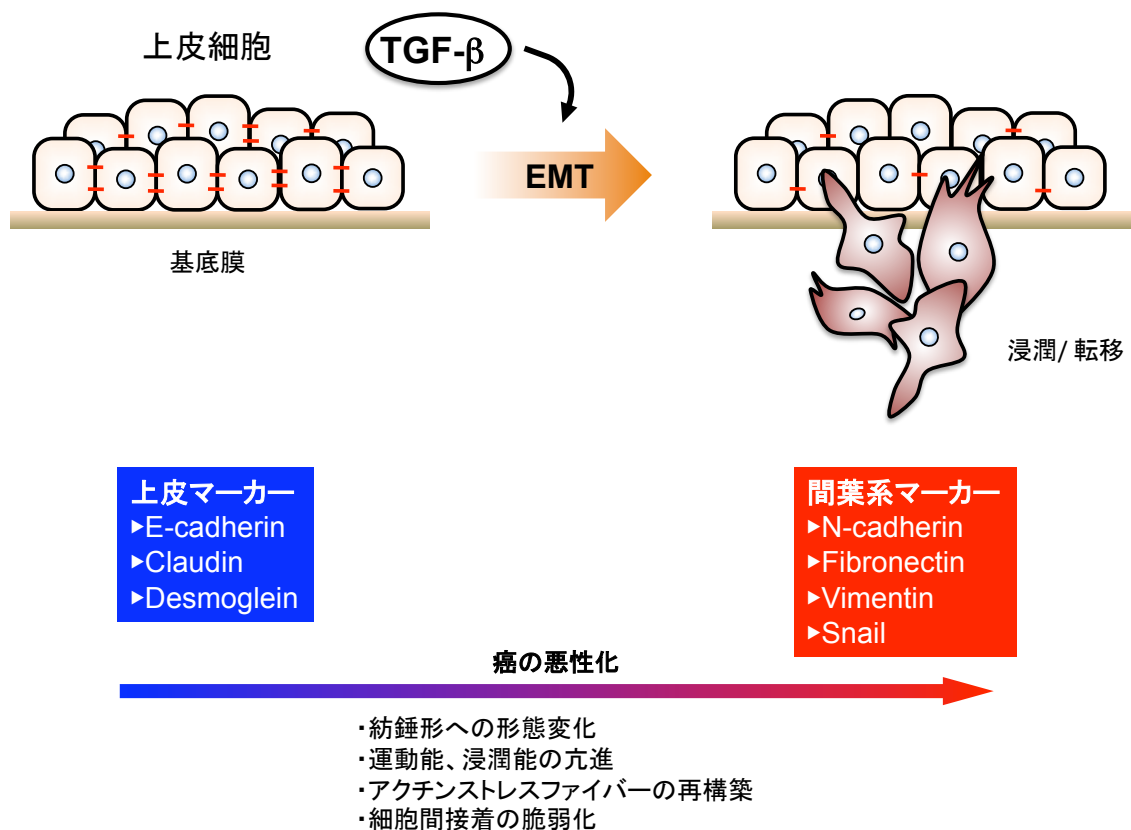 上皮細胞
TGF-β
EMT
基底膜
浸潤/ 転移
上皮マーカー
▸E-cadherin
▸Claudin
▸Desmoglein
間葉系マーカー
▸N-cadherin
▸Fibronectin
▸Vimentin
▸Snail
癌の悪性化
・紡錘形への形態変化
・運動能、浸潤能の亢進
・アクチンストレスファイバーの再構築
・細胞間接着の脆弱化